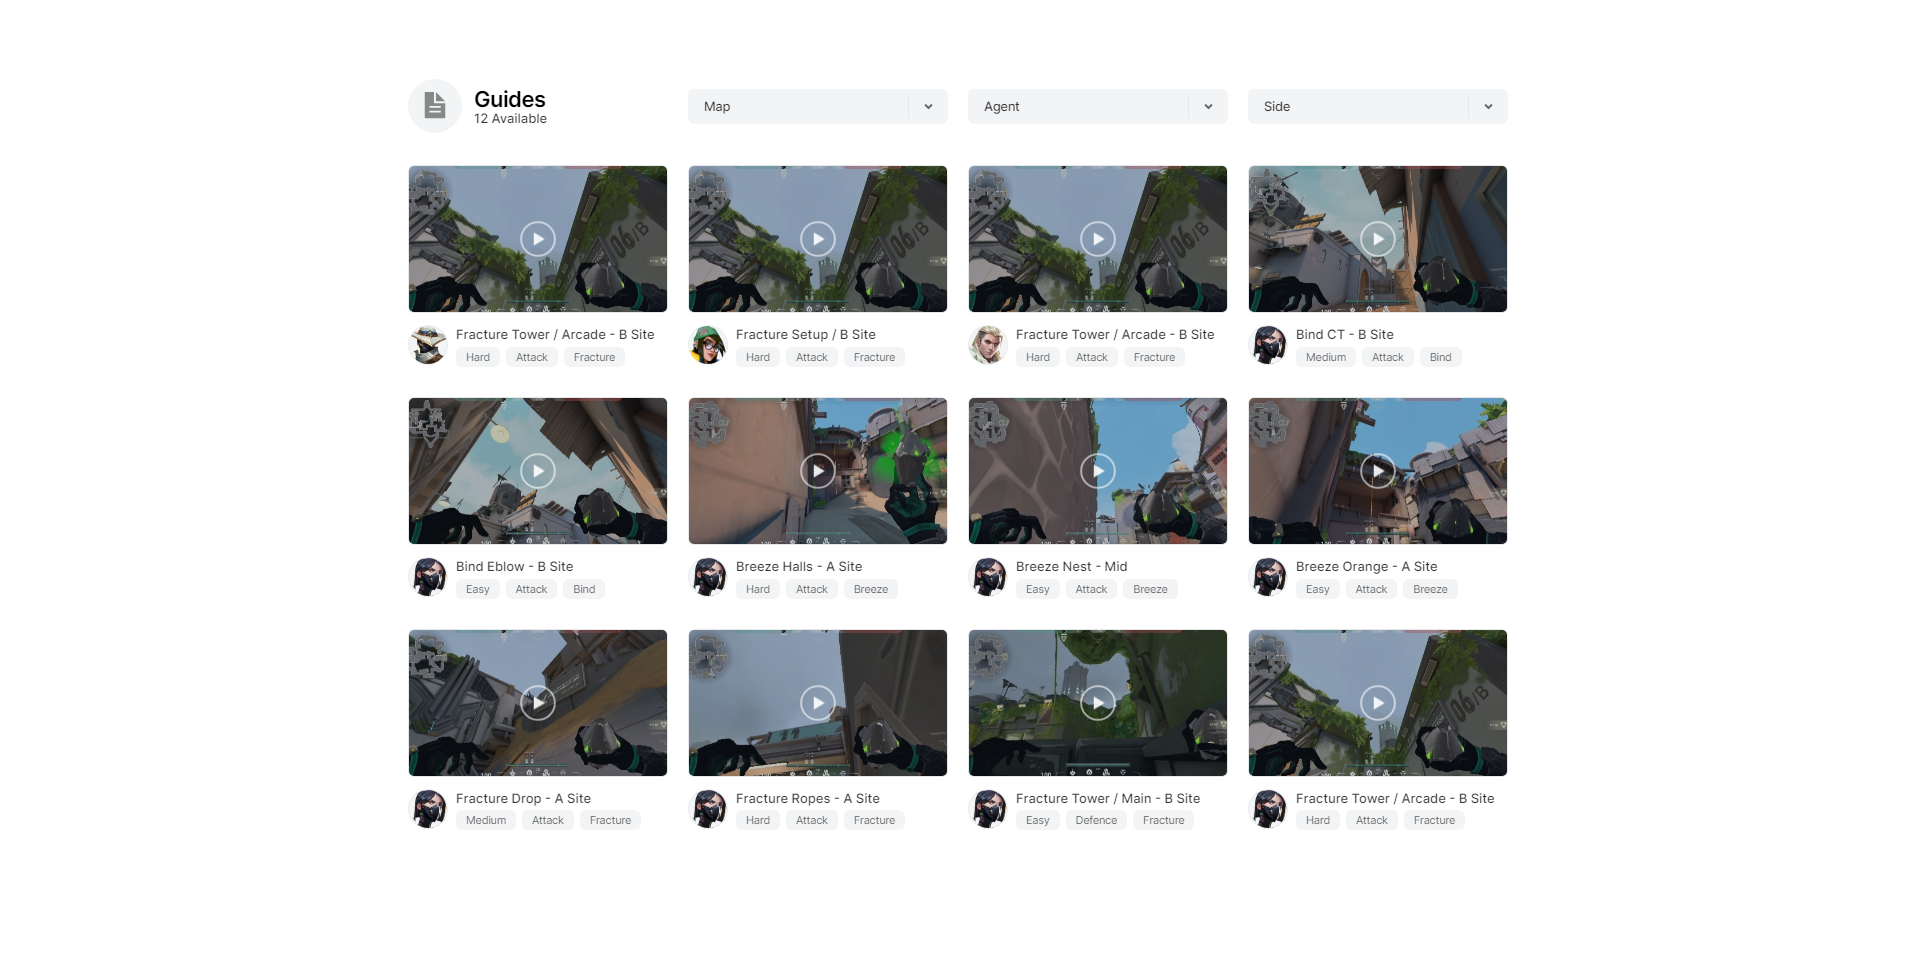 Guides
12 Available
Map
Agent
Side
06/B
06/B
06/B
Fracture Tower / Arcade - B Site
Hard Attack Fracture
Fracture Setup / B Site
Hard Attack Fracture
Fracture Tower / Arcade - B Site
Hard Attack Fracture
Bind CT - B Site
Medium Attack Bind
Bind Eblow - B Site
Easy Attack Bind
Breeze Halls - A Site
Hard Attack Breeze
Breeze Nest - Mid
Easy Attack Breeze
Breeze Orange - A Site
Easy Attack Breeze
06/B
Fracture Drop - A Site
Medium Attack Fracture
Fracture Ropes - A Site
Hard Attack Fracture
Fracture Tower / Main - B Site
Easy Defence Fracture
Fracture Tower / Arcade - B Site
Hard Attack Fracture